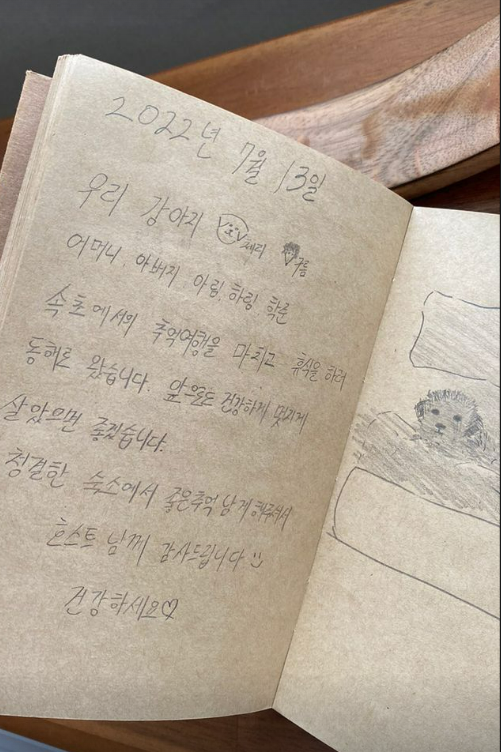 2022년 7월 13일
우리 강아지 체리 구름
어머니 아버지 아링 하링 학준
속초에서의 추억여행을 마치고 휴식을 하러
동해로 왔습니다. 앞으로도 건강하게 멋지게
살았으면 좋겠습니다.
청결한 숙소에서 좋은추억 남게해주셔서
호스트님께 감사드립니다
건강하세요♡